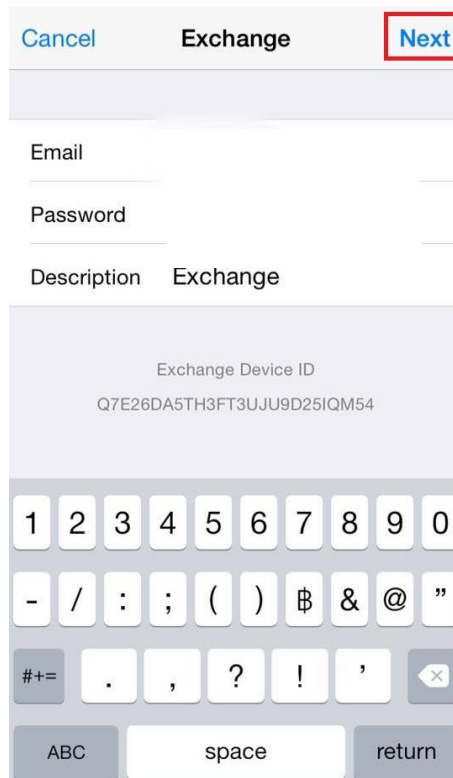 Cancel Exchange Next
Email
Password
Description Exchange
Exchange Device ID
Q7E26DA5TH3FT3UJU9D25IQM54
1 2 3 4 5 6 7 8 9 0
- / : ; ( ) ฿ & @ ”
#+= . , ? ! ’
ABC space return